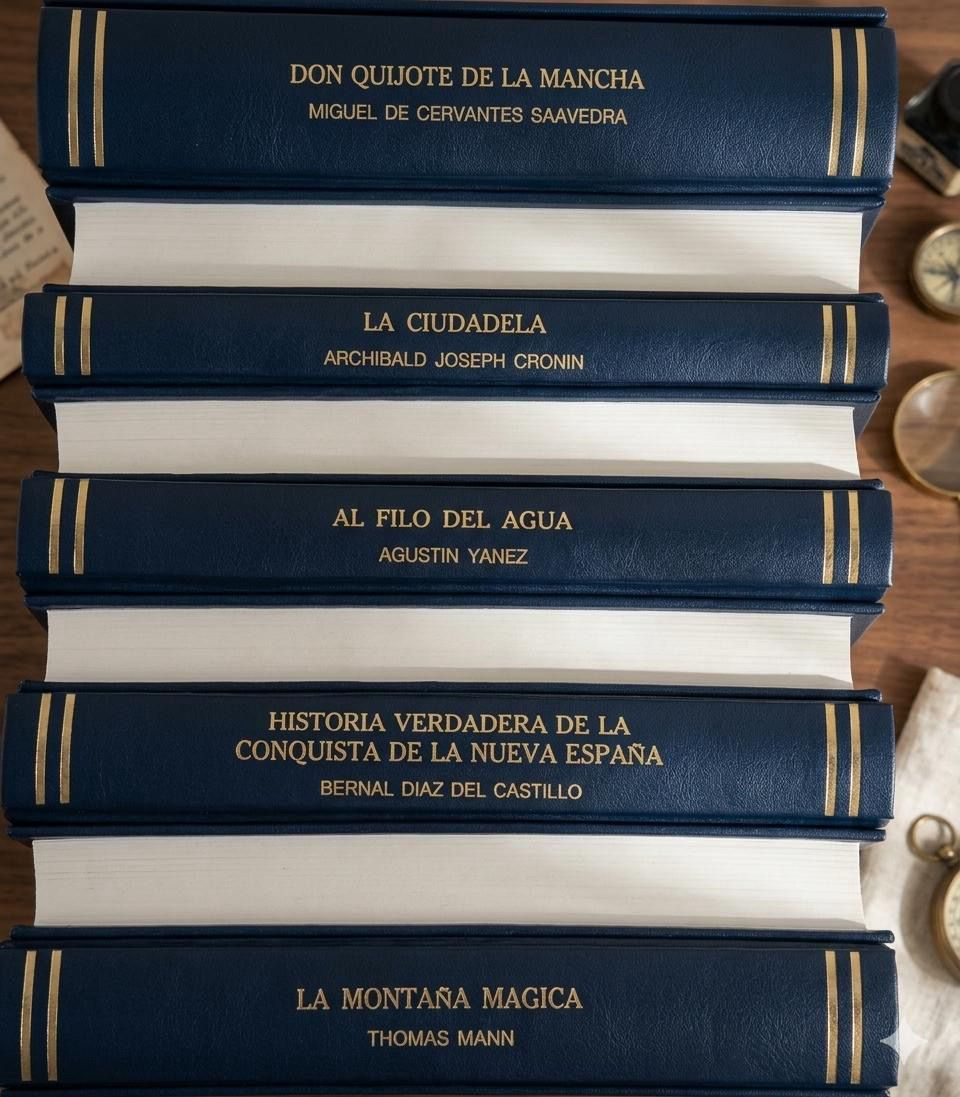 DON QUIJOTE DE LA MANCHA
MIGUEL DE CERVANTES SAAVEDRA
LA CIUDADELA
ARCHIBALD JOSEPH CRONIN
AL FILO DEL AGUA
AGUSTIN YANEZ
HISTORIA VERDADERA DE LA
CONQUISTA DE LA NUEVA ESPAÑA
BERNAL DIAZ DEL CASTILLO
LA MONTAÑA MAGICA
THOMAS MANN